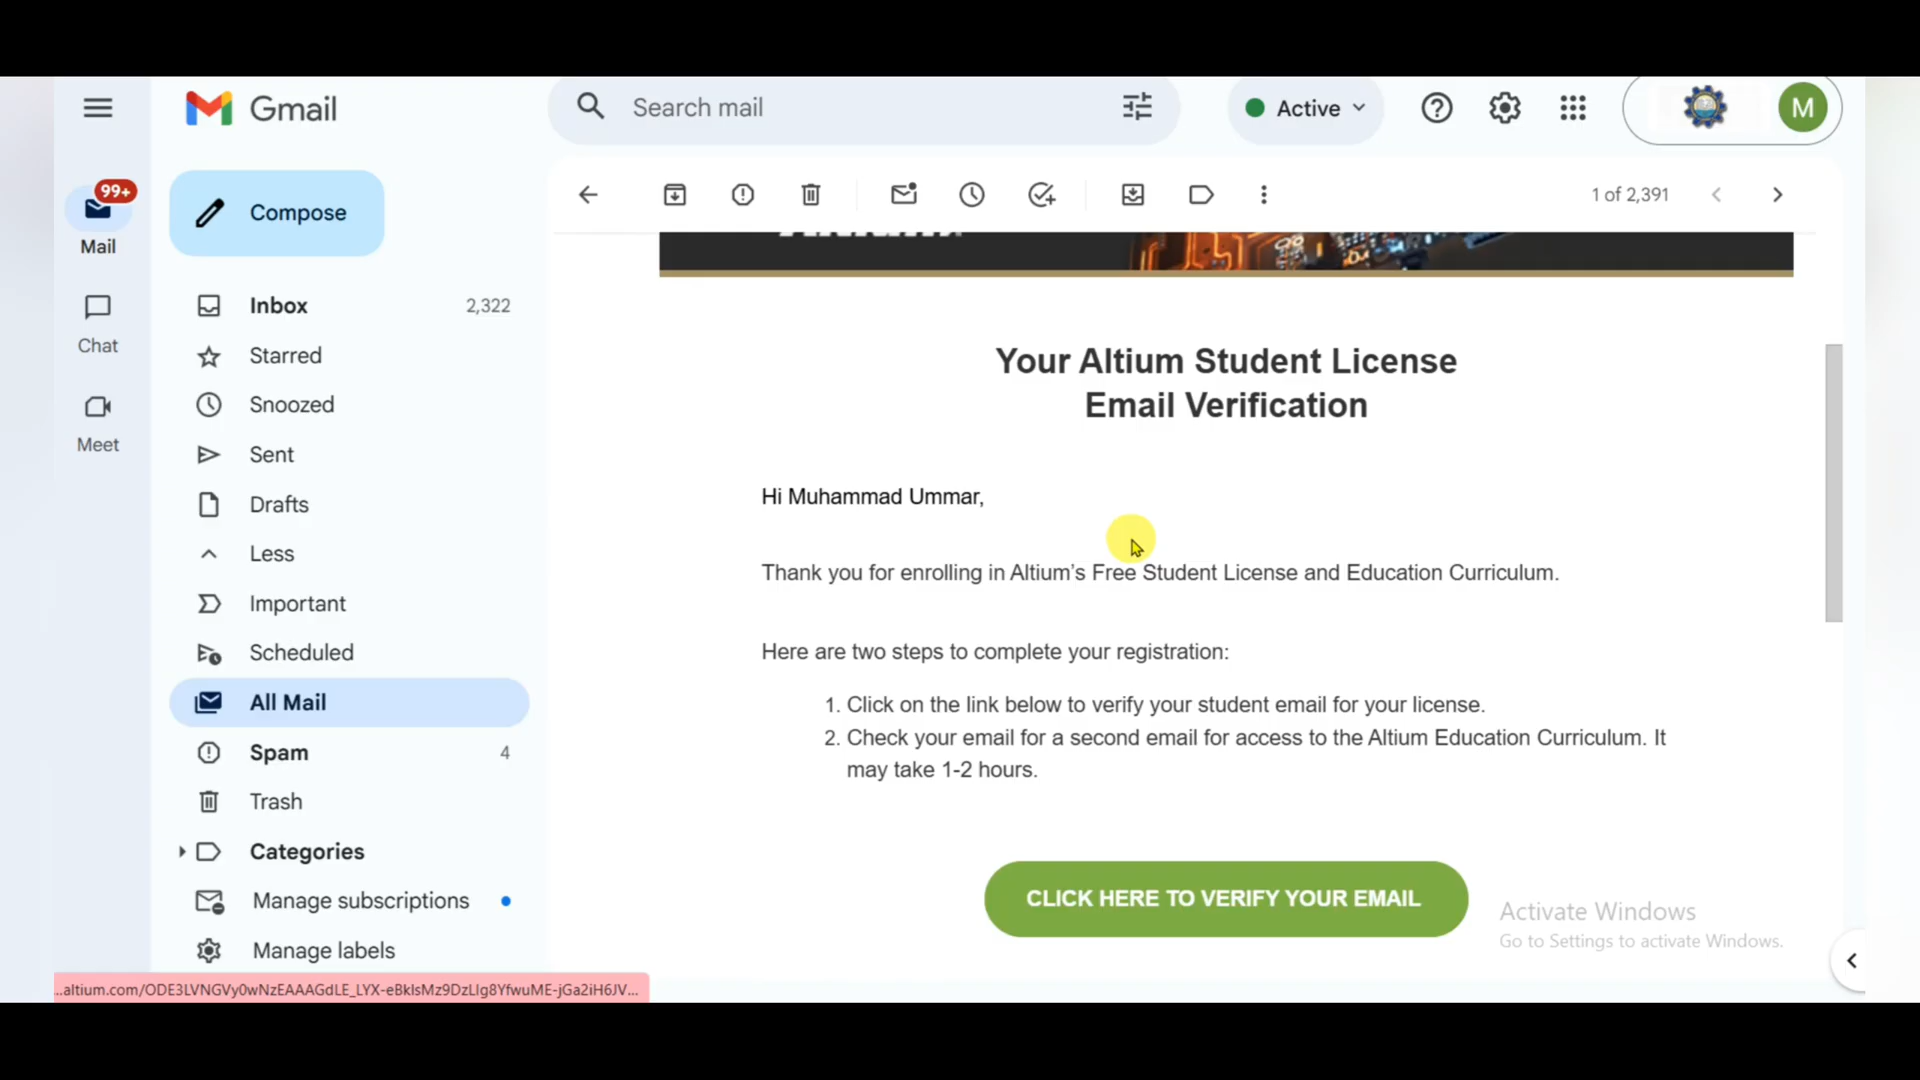 Gmail
Search mail
Active
M
99+
Mail
Compose
1 of 2,391
Inbox 2,322
Chat
Starred
Snoozed
Meet
Sent
Drafts
Less
Important
Scheduled
All Mail
Spam 4
Trash
Categories
Manage subscriptions
Manage labels
Your Altium Student License
Email Verification
Hi Muhammad Ummar,
Thank you for enrolling in Altium's Free Student License and Education Curriculum.
Here are two steps to complete your registration:
1. Click on the link below to verify your student email for your license.
2. Check your email for a second email for access to the Altium Education Curriculum. It
may take 1-2 hours.
CLICK HERE TO VERIFY YOUR EMAIL
Activate Windows
Go to Settings to activate Windows.